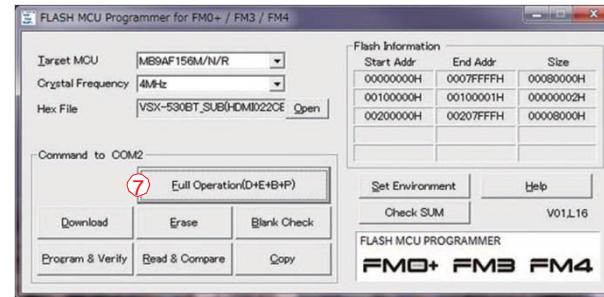 FLASH MCU Programmer for FM0+ / FM3 / FM4
Target MCU
MB9AF156M/N/R
Crystal Frequency
4MHz
Hex File
VSX-530BT_SUB(HDMI022CE
Open
Command to COM2
7
Full Operation(D+E+B+P)
Download
Erase
Blank Check
Program & Verify
Read & Compare
Copy
Flash Information
Start Addr End Addr Size
00000000H 0007FFFFH 00080000H
00100000H 00100001H 00000002H
00200000H 00207FFFH 00008000H
Set Environment
Help
Check SUM
V01,L16
FLASH MCU PROGRAMMER
FM0+ FM3 FM4